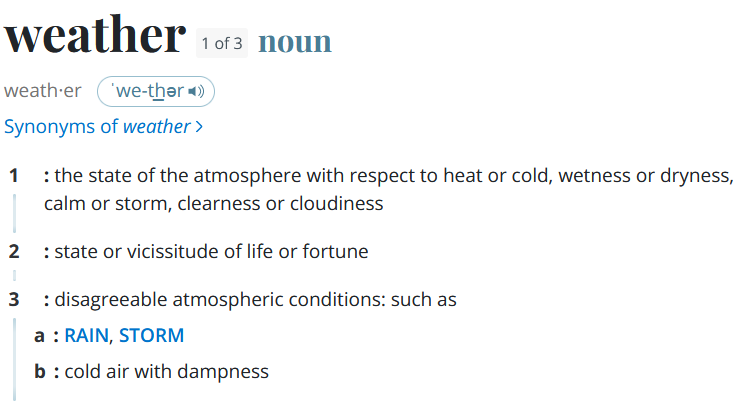 weather 1 of 3 noun
weath·er ˈwe-t͟hər
Synonyms of weather
1 : the state of the atmosphere with respect to heat or cold, wetness or dryness,
calm or storm, clearness or cloudiness
2 : state or vicissitude of life or fortune
3 : disagreeable atmospheric conditions: such as
a : RAIN, STORM
b : cold air with dampness